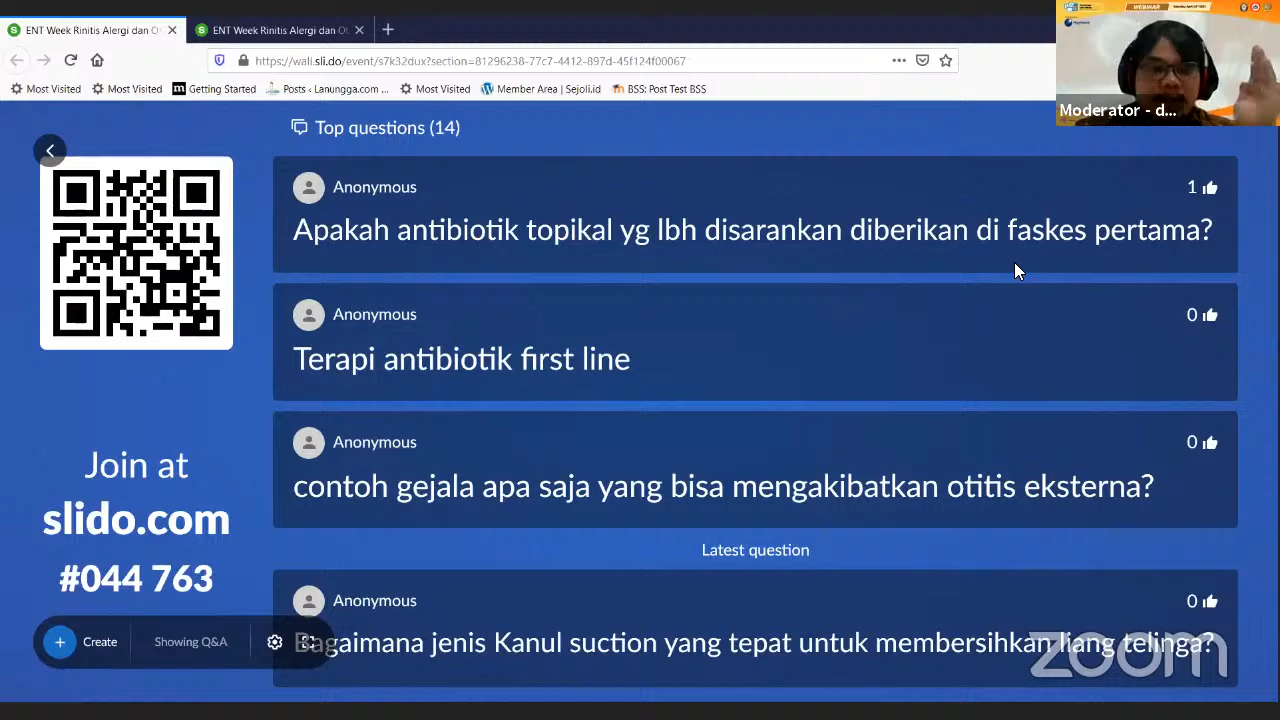 ENT Week Rinitis Alergi dan O
ENT Week Rinitis Alergi dan O
https://wall.sli.do/event/s7k32dux?section=81296238-77c7-4412-897d-45f124f00067
Most Visited
Most Visited
Getting Started
Posts ‹ Lanungga.com ...
Most Visited
Member Area | Sejoli.id
BSS: Post Test BSS
WEBINAR
Moderator - d...
Top questions (14)
Anonymous
1
Apakah antibiotik topikal yg lbh disarankan diberikan di faskes pertama?
Anonymous
0
Terapi antibiotik first line
Anonymous
0
contoh gejala apa saja yang bisa mengakibatkan otitis eksterna?
Latest question
Anonymous
0
Bagaimana jenis Kanul suction yang tepat untuk membersihkan liang telinga?
Join at
slido.com
#044 763
Create
Showing Q&A
zoom